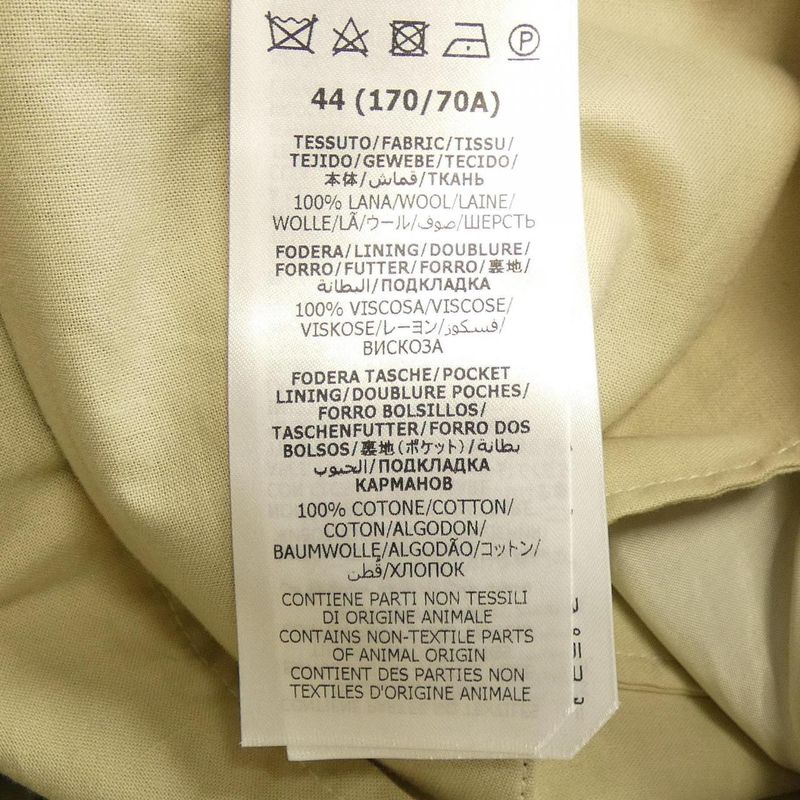 P
44 (170/70A)
TESSUTO/FABRIC/TISSU/
TEJIDO/GEWEBE/TECIDO/
本体/قماش/ТКАНЬ
100% LANA/WOOL/LAINE/
WOLLE/LÃ/ウール/صوف/ШЕРСТЬ
FODERA/LINING/DOUBLURE/
FORRO/FUTTER/FORRO/裏地/
البطانة/ПОДКЛАДКА
100% VISCOSA/VISCOSE/
VISKOSE/レーヨン/فسكوز/
ВИСКОЗА
FODERA TASCHE/POCKET
LINING/DOUBLURE POCHES/
FORRO BOLSILLOS/
TASCHENFUTTER/FORRO DOS
BOLSOS/裏地(ポケット)/بطانة
الجيوب/ПОДКЛАДКА
КАРМАНОВ
100% COTONE/COTTON/
COTON/ALGODON/
BAUMWOLLE/ALGODÃO/コットン/
قطن/ХЛОПОК
CONTIENE PARTI NON TESSILI
DI ORIGINE ANIMALE
CONTAINS NON-TEXTILE PARTS
OF ANIMAL ORIGIN
CONTIENT DES PARTIES NON
TEXTILES D'ORIGINE ANIMALE